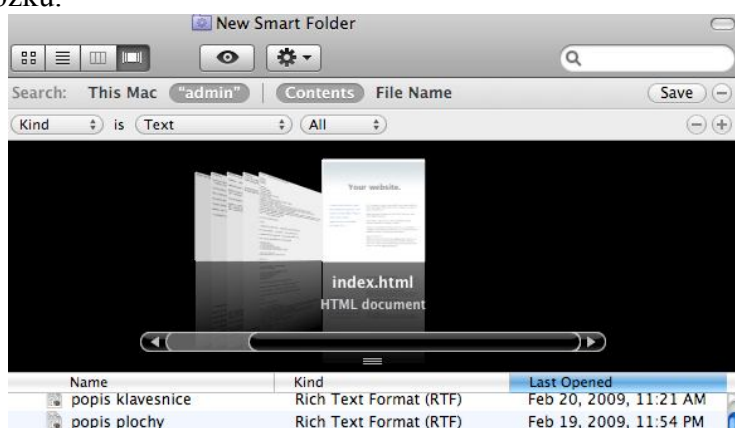 ozku.
New Smart Folder
Search: This Mac "admin" Contents File Name Save
Kind is Text All
Your website.
index.html
HTML document
Name Kind Last Opened
popis klavesnice Rich Text Format (RTF) Feb 20, 2009, 11:21 AM
popis plochy Rich Text Format (RTF) Feb 19, 2009, 11:54 PM